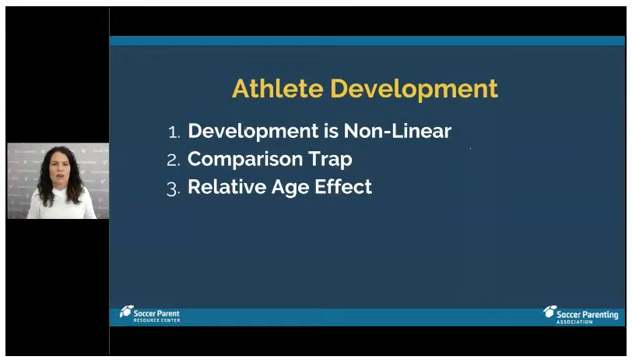 Athlete Development
1. Development is Non-Linear
2. Comparison Trap
3. Relative Age Effect
Soccer Parent
RESOURCE CENTER
Soccer Parenting
ASSOCIATION